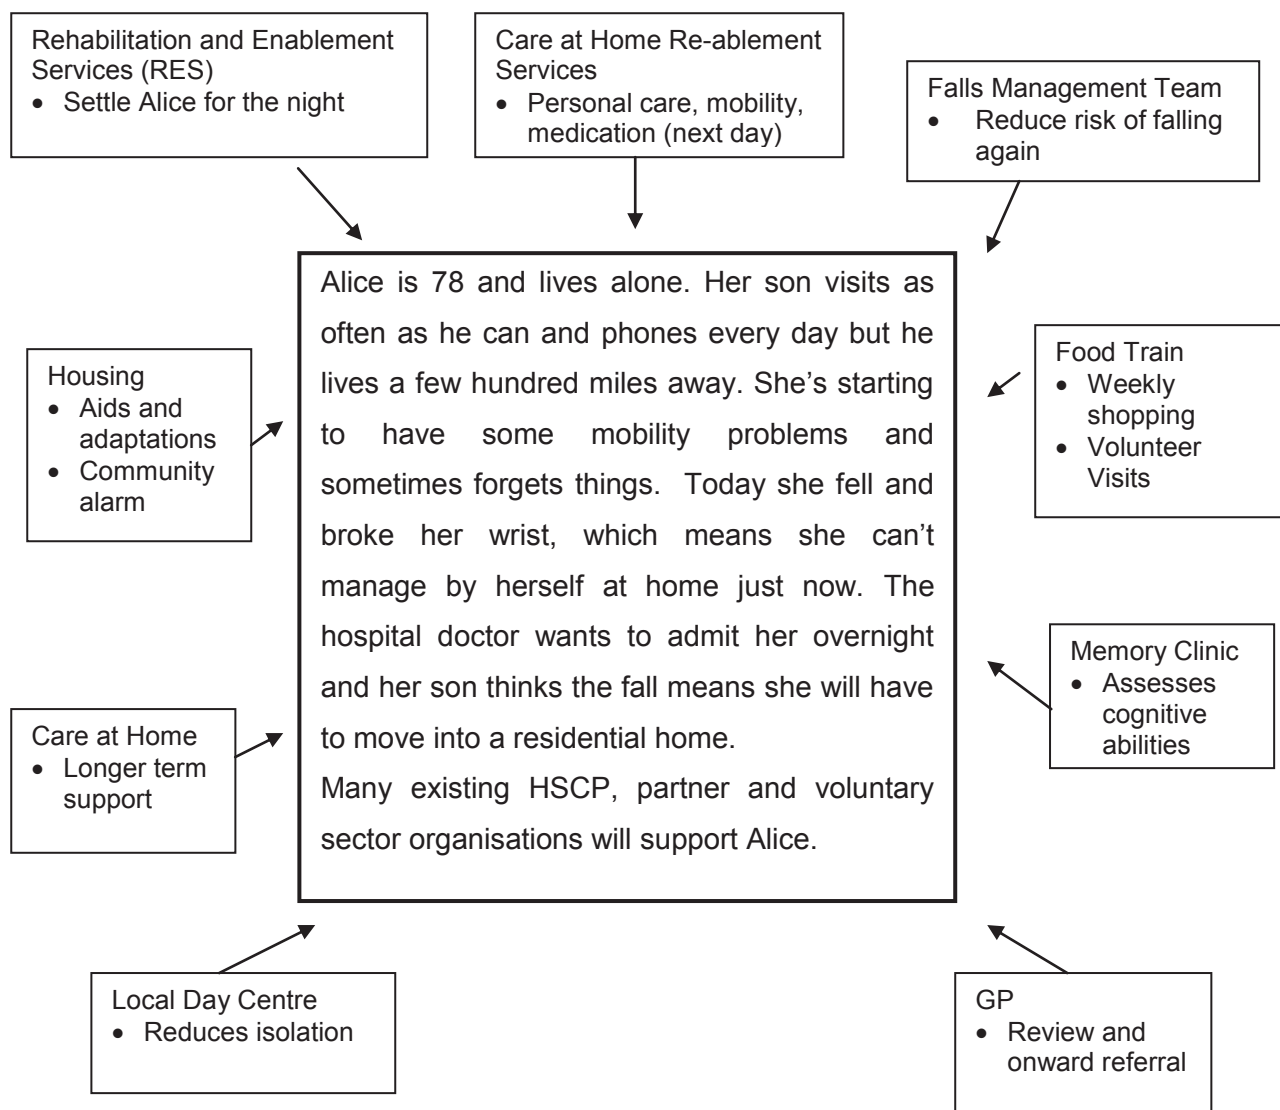 Rehabilitation and Enablement
Services (RES)
• Settle Alice for the night
Care at Home Re-ablement
Services
• Personal care, mobility,
medication (next day)
Falls Management Team
• Reduce risk of falling
again
Housing
• Aids and
adaptations
• Community
alarm
Alice is 78 and lives alone. Her son visits as
often as he can and phones every day but he
lives a few hundred miles away. She’s starting
to have some mobility problems and
sometimes forgets things. Today she fell and
broke her wrist, which means she can’t
manage by herself at home just now. The
hospital doctor wants to admit her overnight
and her son thinks the fall means she will have
to move into a residential home.
Many existing HSCP, partner and voluntary
sector organisations will support Alice.
Food Train
• Weekly
shopping
• Volunteer
Visits
Care at Home
• Longer term
support
Memory Clinic
• Assesses
cognitive
abilities
Local Day Centre
• Reduces isolation
GP
• Review and
onward referral